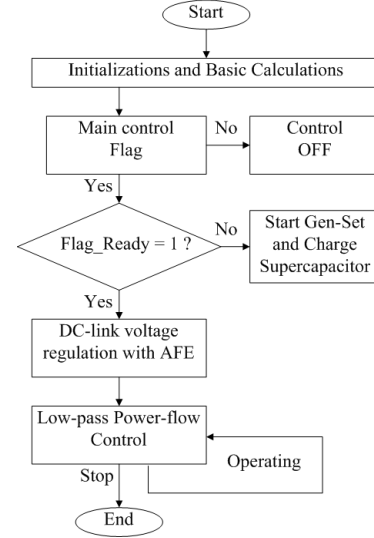 Start
Initializations and Basic Calculations
Main control
Flag
No
Control
OFF
Yes
Flag_Ready = 1 ?
No
Start Gen-Set
and Charge
Supercapacitor
Yes
DC-link voltage
regulation with AFE
Low-pass Power-flow
Control
Operating
Stop
End